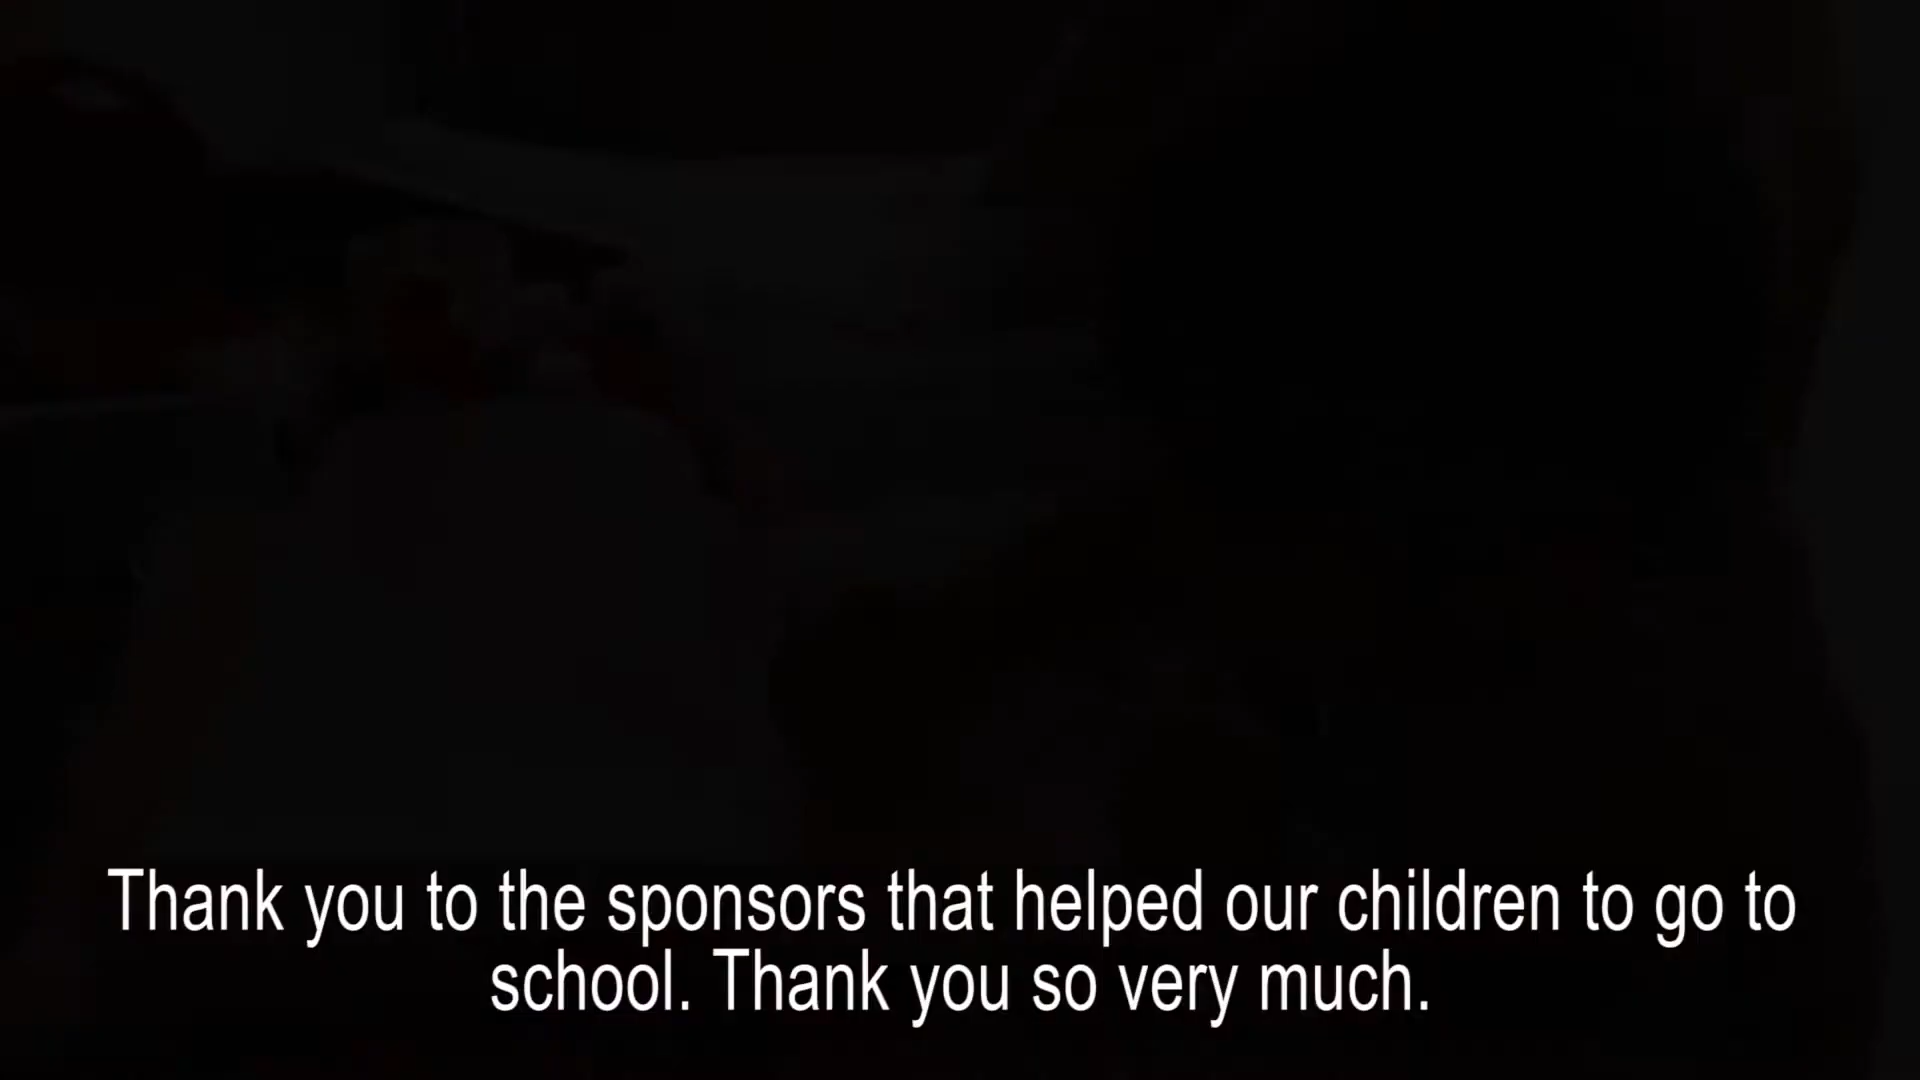 Thank you to the sponsors that helped our children to go to
school. Thank you so very much.